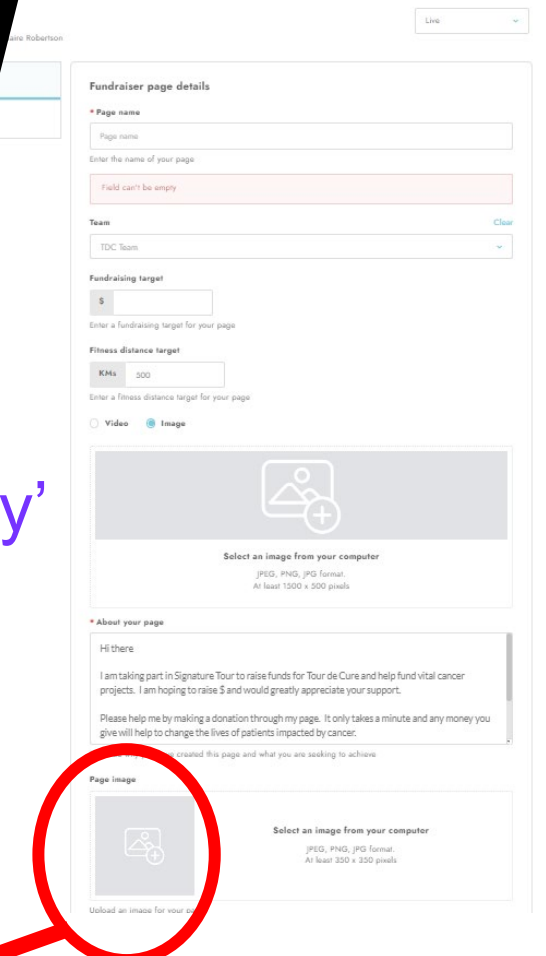 Live
aire Robertson
Fundraiser page details
* Page name
Page name
Enter the name of your page
Field can't be empty
Team Clear
TDC Team
Fundraising target
$
Enter a fundraising target for your page
Fitness distance target
KMs 500
Enter a fitness distance target for your page
Video Image
y’
Select an image from your computer
JPEG, PNG, JPG format.
At least 1500 x 500 pixels
* About your page
Hi there
I am taking part in Signature Tour to raise funds for Tour de Cure and help fund vital cancer
projects. I am hoping to raise $ and would greatly appreciate your support.
Please help me by making a donation through my page. It only takes a minute and any money you
give will help to change the lives of patients impacted by cancer.
created this page and what you are seeking to achieve
Page image
Select an image from your computer
JPEG, PNG, JPG format.
At least 350 x 350 pixels
Upload an image for your pa